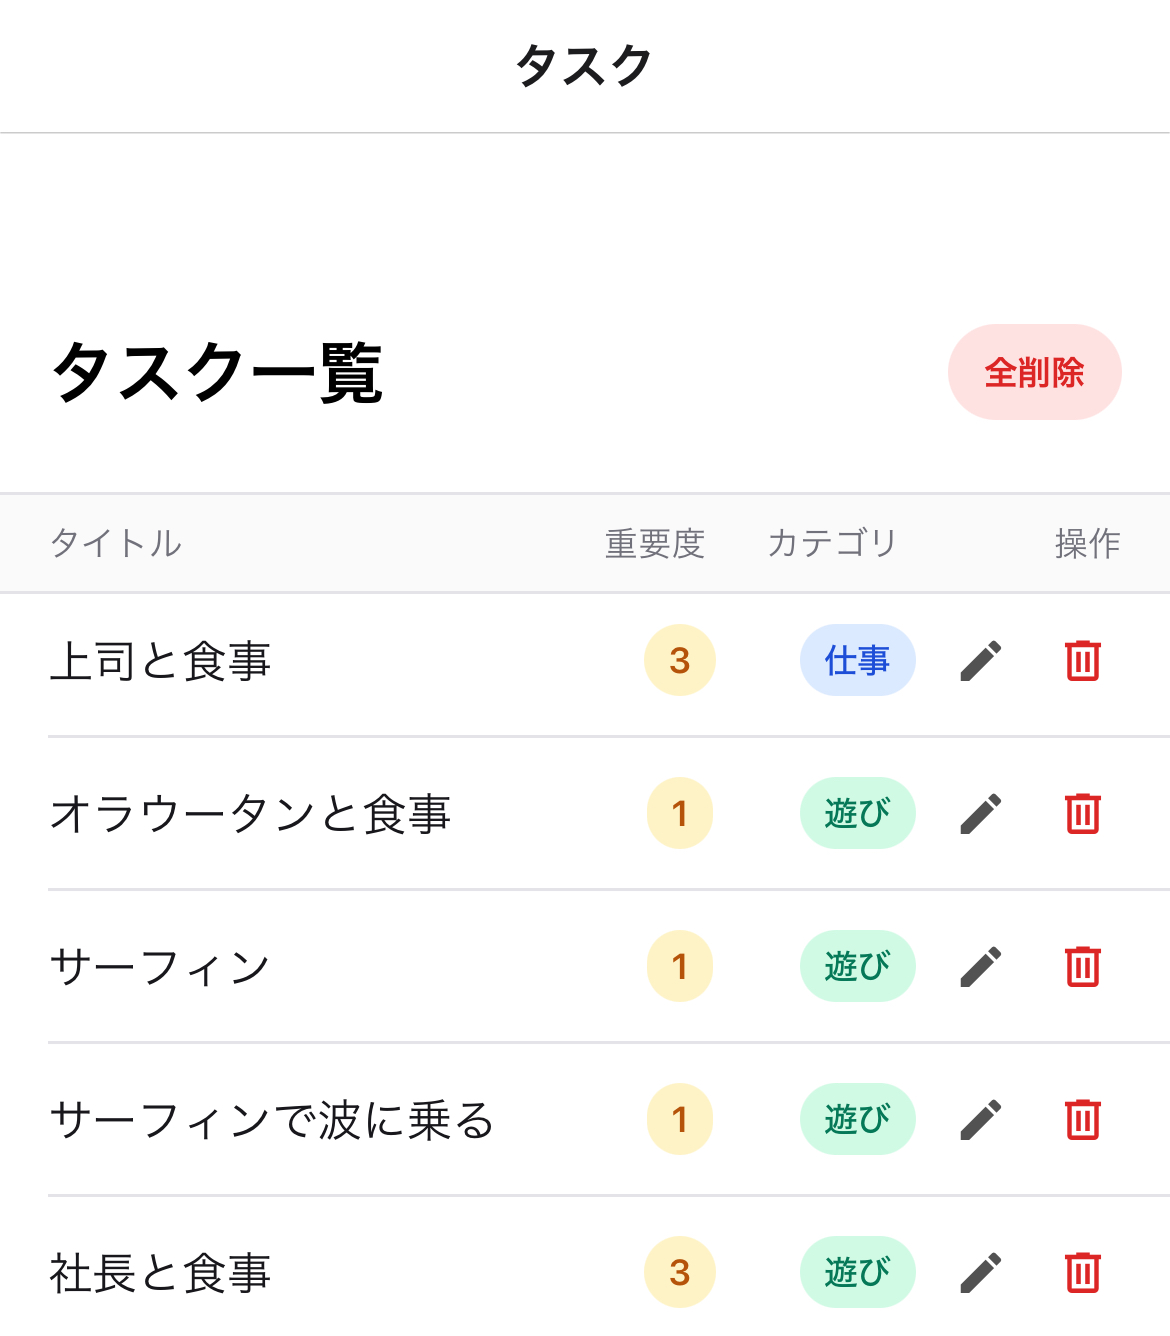 タスク
タスク一覧 全削除
タイトル 重要度 カテゴリ 操作
上司と食事 3 仕事
オラウータンと食事 1 遊び
サーフィン 1 遊び
サーフィンで波に乗る 1 遊び
社長と食事 3 遊び